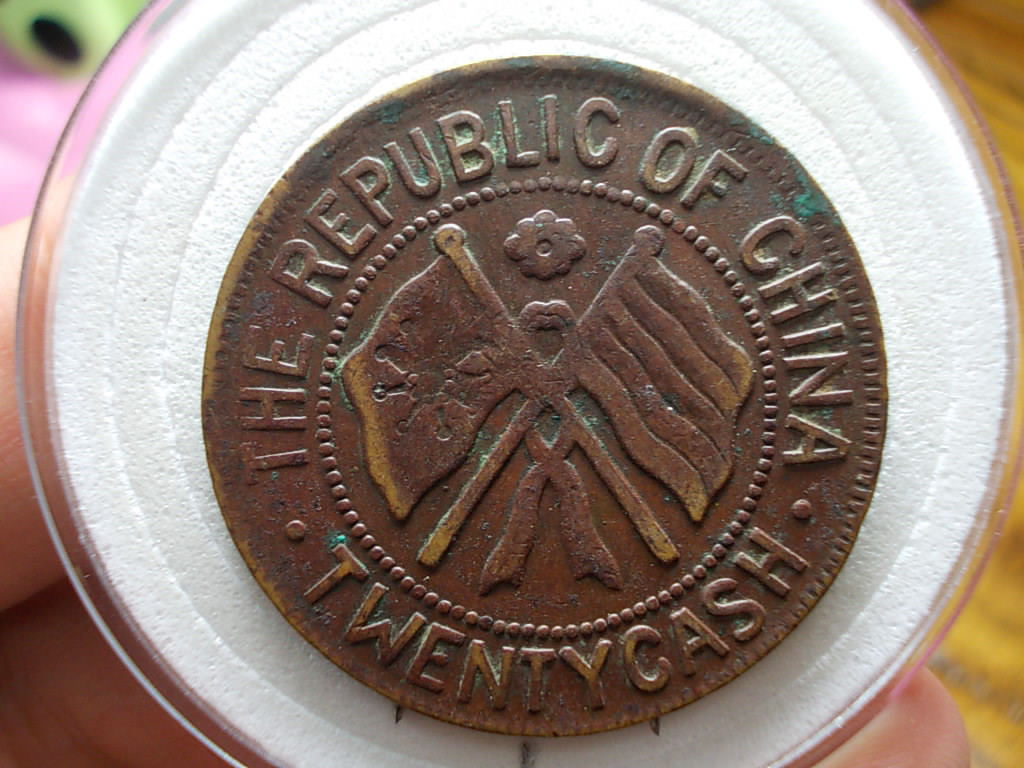 THE REPUBLIC OF CHINA
TWENTY CASH